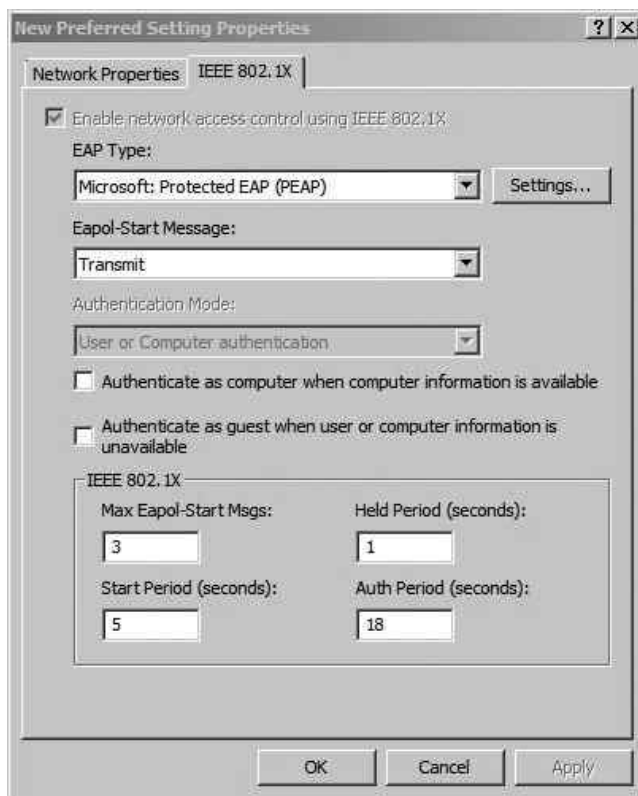 New Preferred Setting Properties
Network Properties
IEEE 802.1X
Enable network access control using IEEE 802.1X
EAP Type:
Microsoft: Protected EAP (PEAP)
Settings...
Eapol-Start Message:
Transmit
Authentication Mode:
User or Computer authentication
Authenticate as computer when computer information is available
Authenticate as guest when user or computer information is
unavailable
IEEE 802.1X
Max Eapol-Start Msgs:
Held Period (seconds):
3
1
Start Period (seconds):
Auth Period (seconds):
5
18
OK
Cancel
Apply